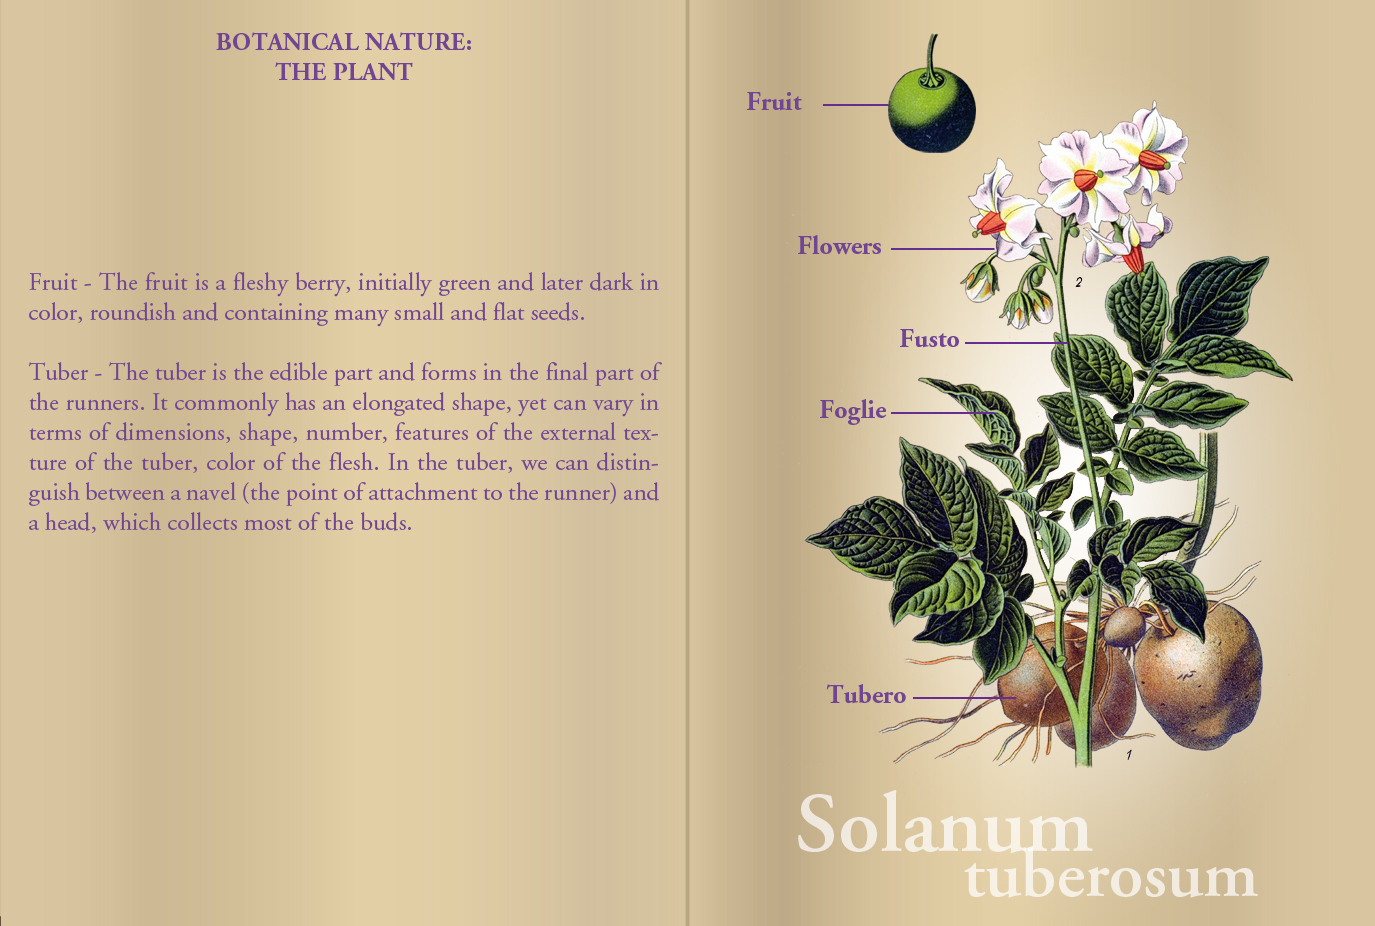 BOTANICAL NATURE:
THE PLANT
Fruit - The fruit is a fleshy berry, initially green and later dark in
color, roundish and containing many small and flat seeds.
Tuber - The tuber is the edible part and forms in the final part of
the runners. It commonly has an elongated shape, yet can vary in
terms of dimensions, shape, number, features of the external tex-
ture of the tuber, color of the flesh. In the tuber, we can distin-
guish between a navel (the point of attachment to the runner) and
a head, which collects most of the buds.
Fruit
Flowers
2
Fusto
Foglie
Tubero
1
Solanum
tuberosum